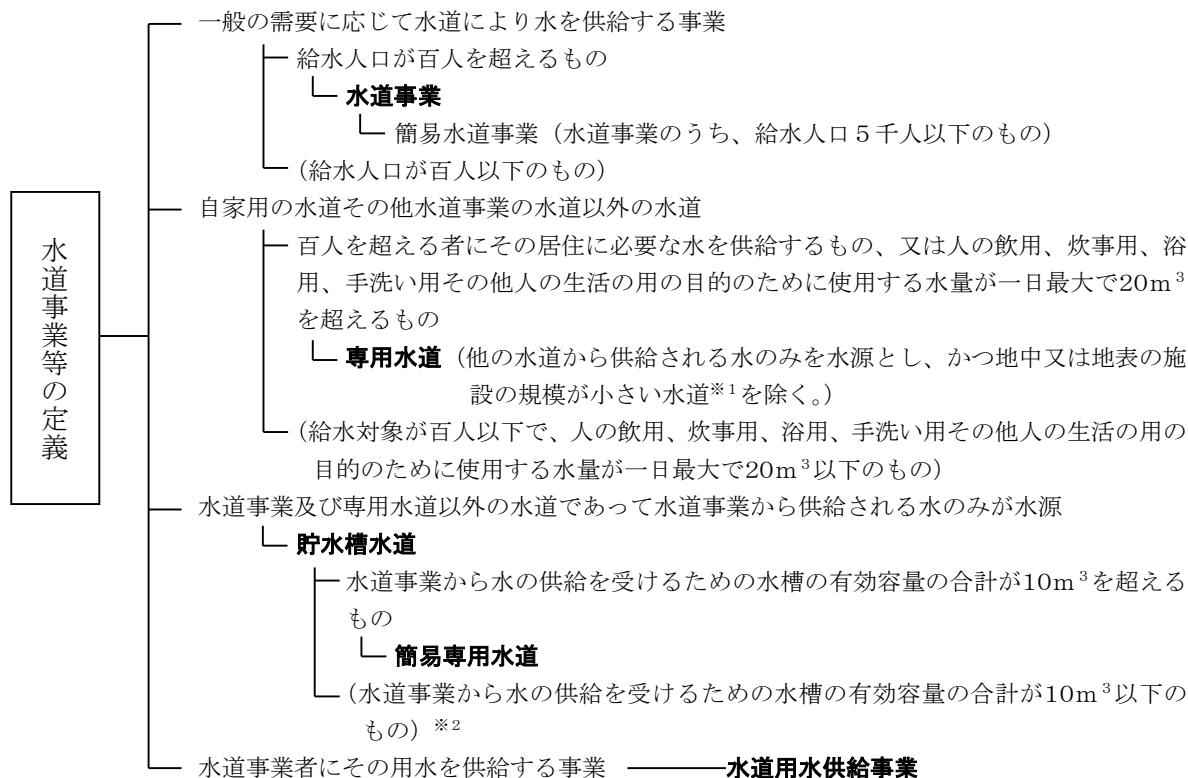 一般の需要に応じて水道により水を供給する事業
給水人口が百人を超えるもの
水道事業
簡易水道事業（水道事業のうち、給水人口５千人以下のもの）
（給水人口が百人以下のもの）
自家用の水道その他水道事業の水道以外の水道
百人を超える者にその居住に必要な水を供給するもの、又は人の飲用、炊事用、浴
用、手洗い用その他人の生活の用の目的のために使用する水量が一日最大で20ｍ³
を超えるもの
専用水道（他の水道から供給される水のみを水源とし、かつ地中又は地表の施
設の規模が小さい水道※1を除く。）
（給水対象が百人以下で、人の飲用、炊事用、浴用、手洗い用その他人の生活の用の
目的のために使用する水量が一日最大で20ｍ³以下のもの）
水道事業等の定義
水道事業及び専用水道以外の水道であって水道事業から供給される水のみが水源
貯水槽水道
水道事業から水の供給を受けるための水槽の有効容量の合計が10ｍ³を超える
もの
簡易専用水道
（水道事業から水の供給を受けるための水槽の有効容量の合計が10ｍ³以下の
もの）※2
水道事業者にその用水を供給する事業 水道用水供給事業